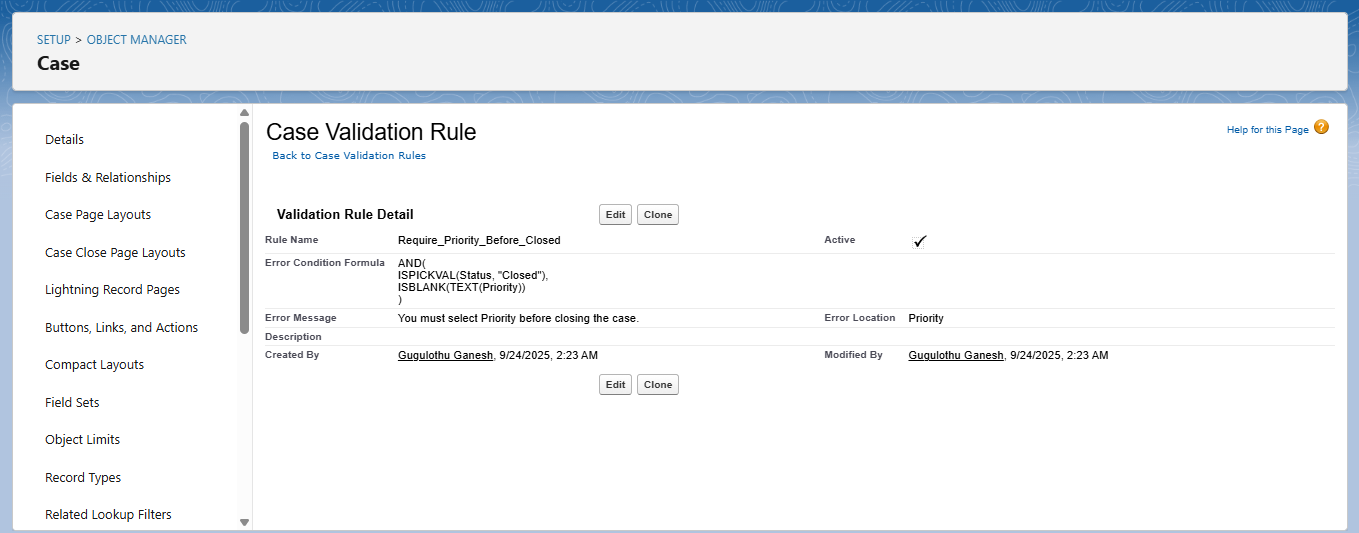 SETUP > OBJECT MANAGER
Case
Details
Fields & Relationships
Case Page Layouts
Case Close Page Layouts
Lightning Record Pages
Buttons, Links, and Actions
Compact Layouts
Field Sets
Object Limits
Record Types
Related Lookup Filters
Case Validation Rule
Help for this Page ?
Back to Case Validation Rules
Validation Rule Detail Edit Clone
Rule Name Require_Priority_Before_Closed Active
Error Condition Formula AND(
ISPICKVAL(Status, "Closed"),
ISBLANK(TEXT(Priority))
)
Error Message You must select Priority before closing the case. Error Location Priority
Description
Created By Gugulothu Ganesh, 9/24/2025, 2:23 AM Modified By Gugulothu Ganesh, 9/24/2025, 2:23 AM
Edit Clone